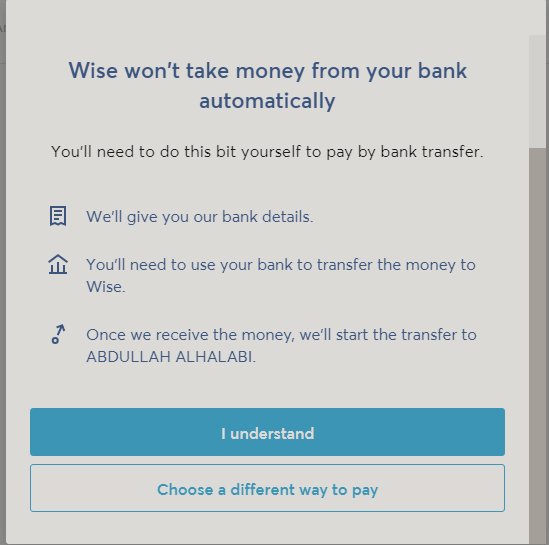 Wise won't take money from your bank
automatically
You'll need to do this bit yourself to pay by bank transfer.
We'll give you our bank details.
You'll need to use your bank to transfer the money to
Wise.
Once we receive the money, we'll start the transfer to
ABDULLAH ALHALABI.
I understand
Choose a different way to pay